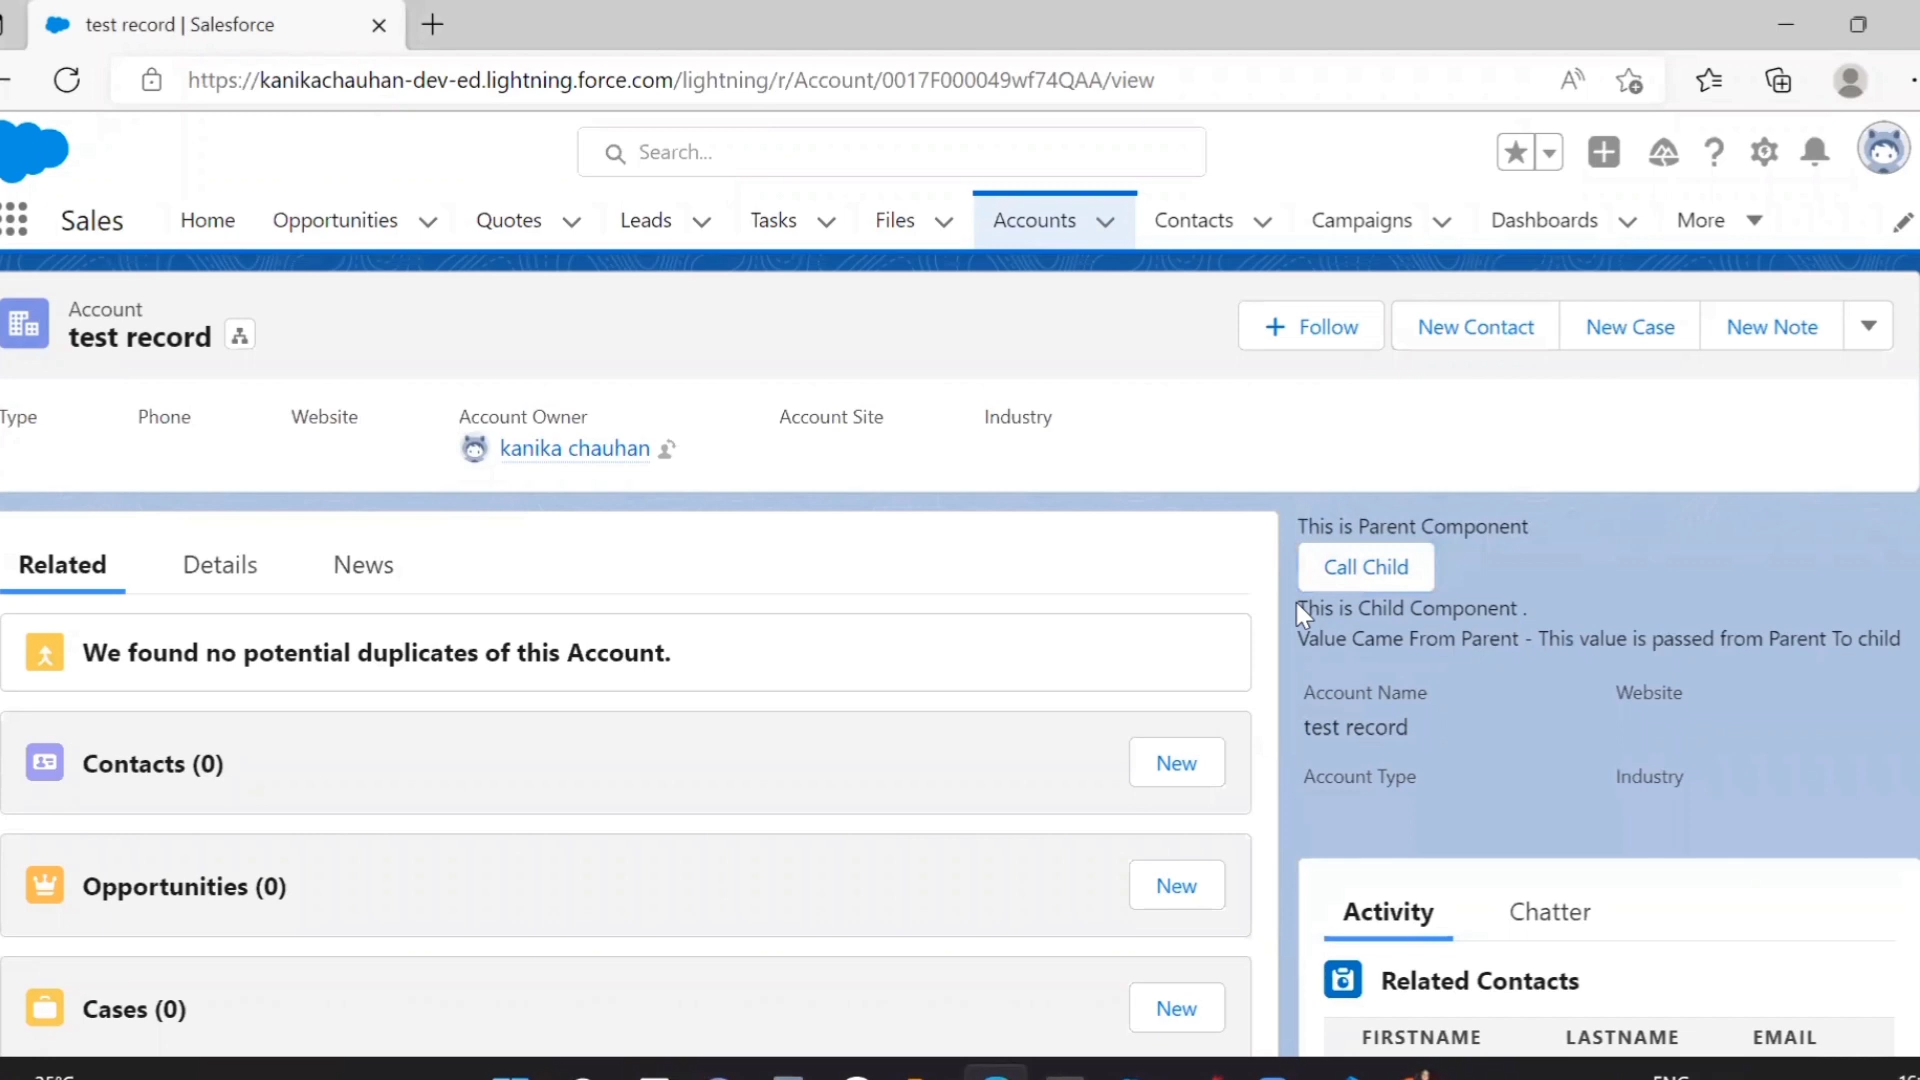 test record | Salesforce
https://kanikachauhan-dev-ed.lightning.force.com/lightning/r/Account/0017F000049wf74QAA/view
Search...
Sales Home Opportunities Quotes Leads Tasks Files Accounts Contacts Campaigns Dashboards More
Account
test record
Follow New Contact New Case New Note
Type Phone Website Account Owner Account Site Industry
kanika chauhan
Related Details News
We found no potential duplicates of this Account.
Contacts (0) New
Opportunities (0) New
Cases (0) New
This is Parent Component
Call Child
This is Child Component .
Value Came From Parent - This value is passed from Parent To child
Account Name Website
test record
Account Type Industry
Activity Chatter
Related Contacts
FIRSTNAME LASTNAME EMAIL